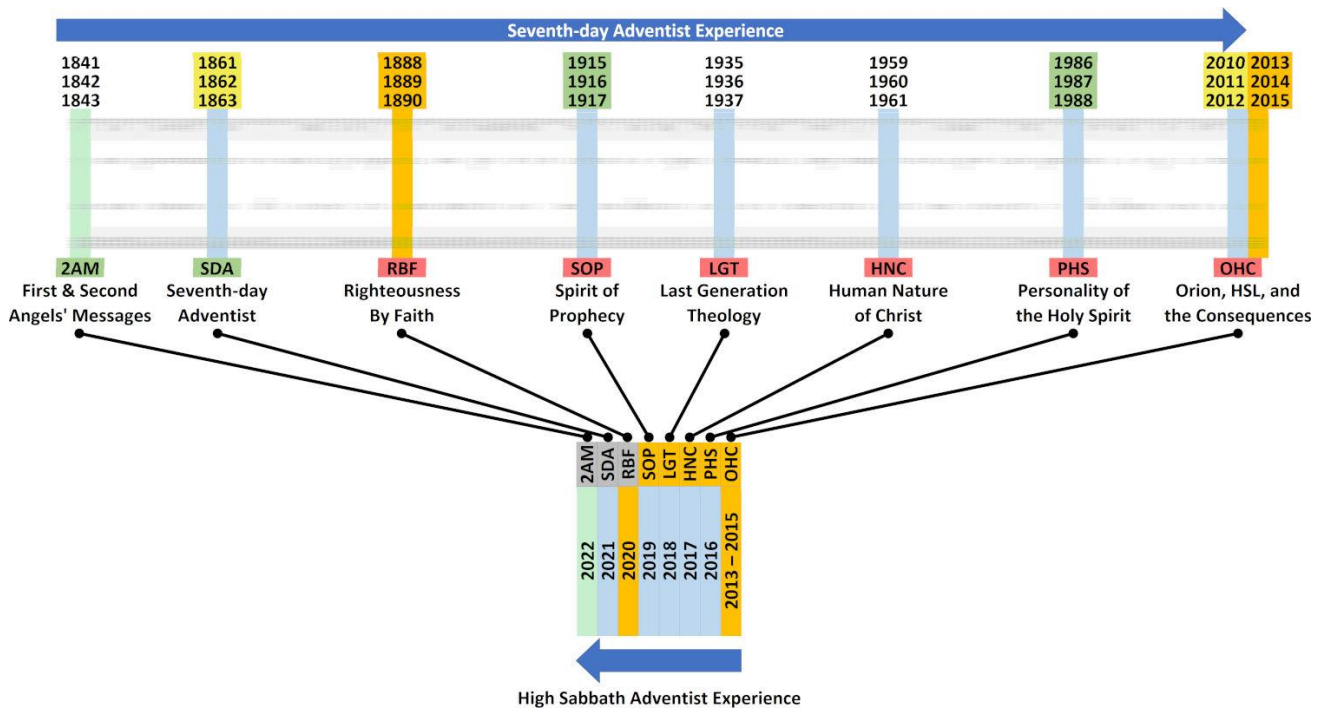 Seventh-day Adventist Experience
1841 1861 1888 1915 1935 1959 1986 2010 2013
1842 1862 1889 1916 1936 1960 1987 2011 2014
1843 1863 1890 1917 1937 1961 1988 2012 2015
2AM SDA RBF SOP LGT HNC PHS OHC
First & Second Seventh-day Righteousness Spirit of Last Generation Human Nature Personality of Orion, HSL, and
Angels' Messages Adventist By Faith Prophecy Theology of Christ the Holy Spirit the Consequences
2AM SDA RBF SOP LGT HNC PHS OHC
2022 2021 2020 2019 2018 2017 2016 2013 – 2015
High Sabbath Adventist Experience